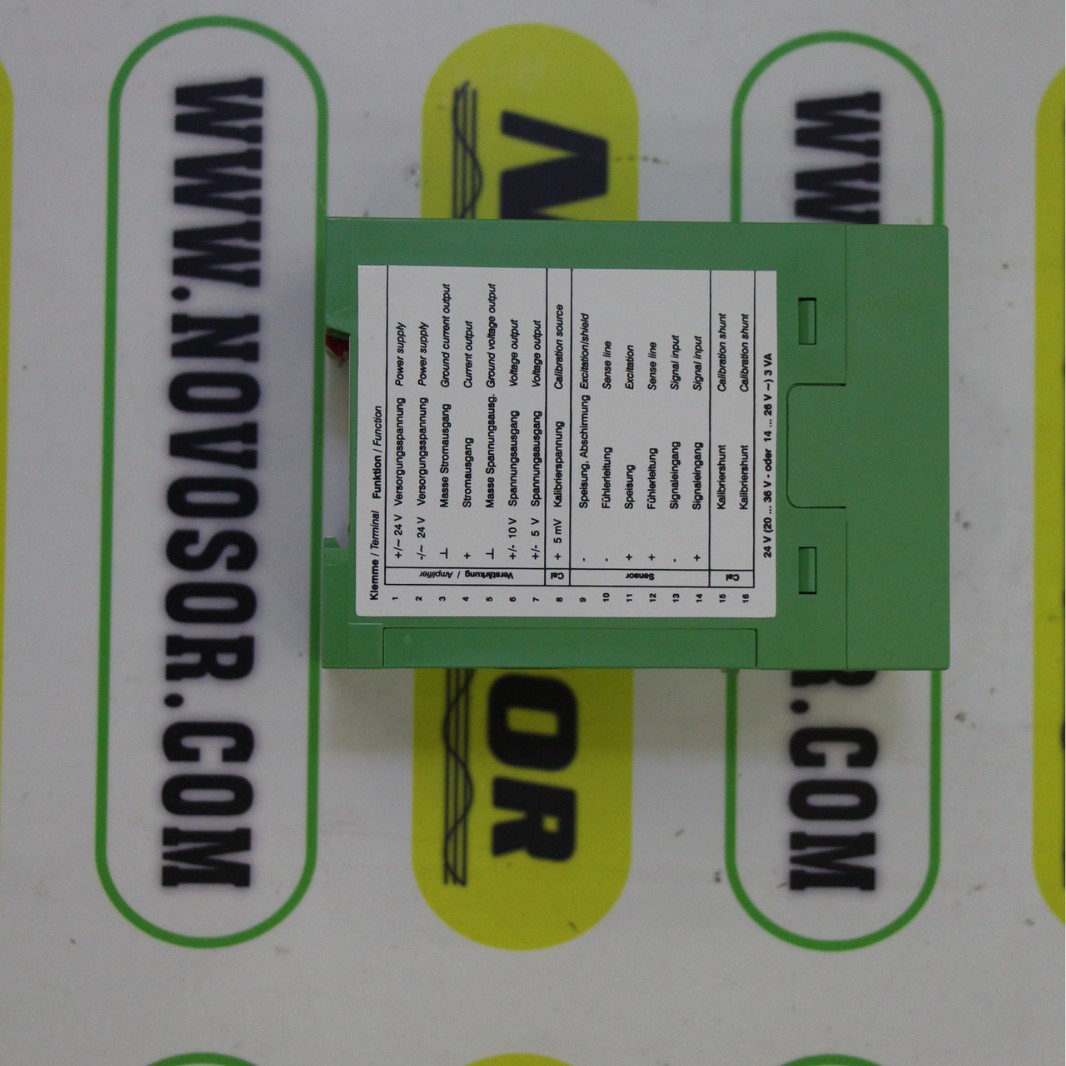 WWW.NOVOSOR.COM
Klemme / Terminal Funktion / Function
Verstärkung / Amplifier
1 +/~ 24 V Versorgungsspannung Power supply
2 -/~ 24 V Versorgungsspannung Power supply
3 ⊥ Masse Stromausgang Ground current output
4 + Stromausgang Current output
5 ⊥ Masse Spannungsausg. Ground voltage output
6 +/- 10 V Spannungsausgang Voltage output
7 +/- 5 V Spannungsausgang Voltage output
Cal
8 + 5 mV Kalibrierspannung Calibration source
Sensor
9 - Speisung, Abschirmung Excitation/shield
10 - Fühlerleitung Sense line
11 + Speisung Excitation
12 + Fühlerleitung Sense line
13 - Signaleingang Signal input
14 + Signaleingang Signal input
Cal
15 Kalibriershunt Calibration shunt
16 Kalibriershunt Calibration shunt
24 V (20 ... 36 V - oder 14 ... 26 V ~) 3 VA
N
OR
WW
R.COM